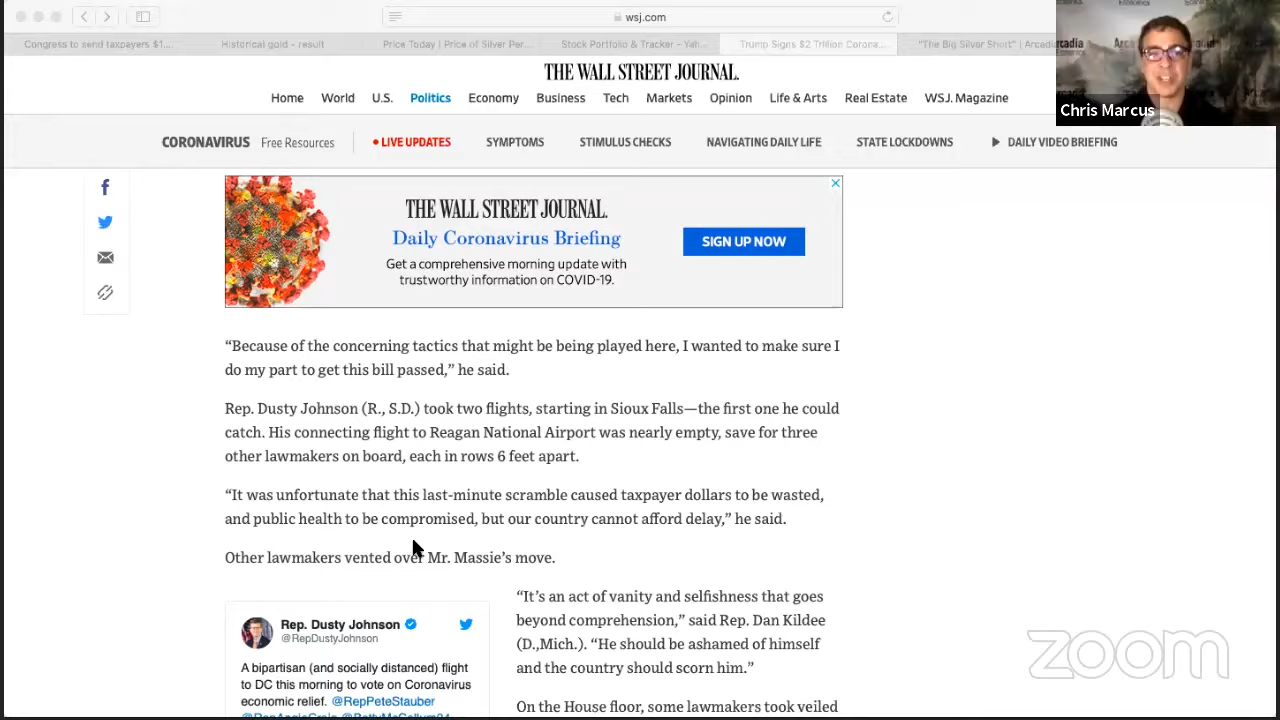 wsj.com
Congress to send taxpayers $1....
Historical gold - result
Price Today | Price of Silver Per...
Stock Portfolio & Tracker - Yah...
Trump Signs $2 Trillion Corona...
"The Big Silver Short" | Arcadi
Chris Marcus
THE WALL STREET JOURNAL.
Home World U.S. Politics Economy Business Tech Markets Opinion Life & Arts Real Estate WSJ. Magazine
CORONAVIRUS Free Resources • LIVE UPDATES SYMPTOMS STIMULUS CHECKS NAVIGATING DAILY LIFE STATE LOCKDOWNS DAILY VIDEO BRIEFING
THE WALL STREET JOURNAL.
Daily Coronavirus Briefing
Get a comprehensive morning update with
trustworthy information on COVID-19.
SIGN UP NOW
“Because of the concerning tactics that might be being played here, I wanted to make sure I
do my part to get this bill passed,” he said.
Rep. Dusty Johnson (R., S.D.) took two flights, starting in Sioux Falls—the first one he could
catch. His connecting flight to Reagan National Airport was nearly empty, save for three
other lawmakers on board, each in rows 6 feet apart.
“It was unfortunate that this last-minute scramble caused taxpayer dollars to be wasted,
and public health to be compromised, but our country cannot afford delay,” he said.
Other lawmakers vented over Mr. Massie’s move.
Rep. Dusty Johnson
@RepDustyJohnson
A bipartisan (and socially distanced) flight
to DC this morning to vote on Coronavirus
economic relief. @RepPeteStauber
@RepAngieCraig @BettyMcCollum04
“It’s an act of vanity and selfishness that goes
beyond comprehension,” said Rep. Dan Kildee
(D.,Mich.). “He should be ashamed of himself
and the country should scorn him.”
On the House floor, some lawmakers took veiled
zoom